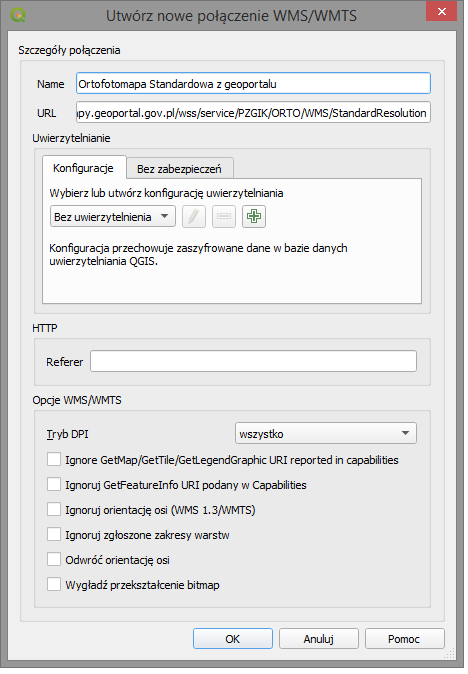 Utwórz nowe połączenie WMS/WMTS
Szczegóły połączenia
Name Ortofotomapa Standardowa z geoportalu
URL apy.geoportal.gov.pl/wss/service/PZGIK/ORTO/WMS/StandardResolution
Uwierzytelnianie
Konfiguracje Bez zabezpieczeń
Wybierz lub utwórz konfigurację uwierzytelniania
Bez uwierzytelnienia
Konfiguracja przechowuje zaszyfrowane dane w bazie danych
uwierzytelniania QGIS.
HTTP
Referer
Opcje WMS/WMTS
Tryb DPI wszystko
Ignore GetMap/GetTile/GetLegendGraphic URI reported in capabilities
Ignoruj GetFeatureInfo URI podany w Capabilities
Ignoruj orientację osi (WMS 1.3/WMTS)
Ignoruj zgłoszone zakresy warstw
Odwróć orientację osi
Wygładź przekształcenie bitmap
OK Anuluj Pomoc